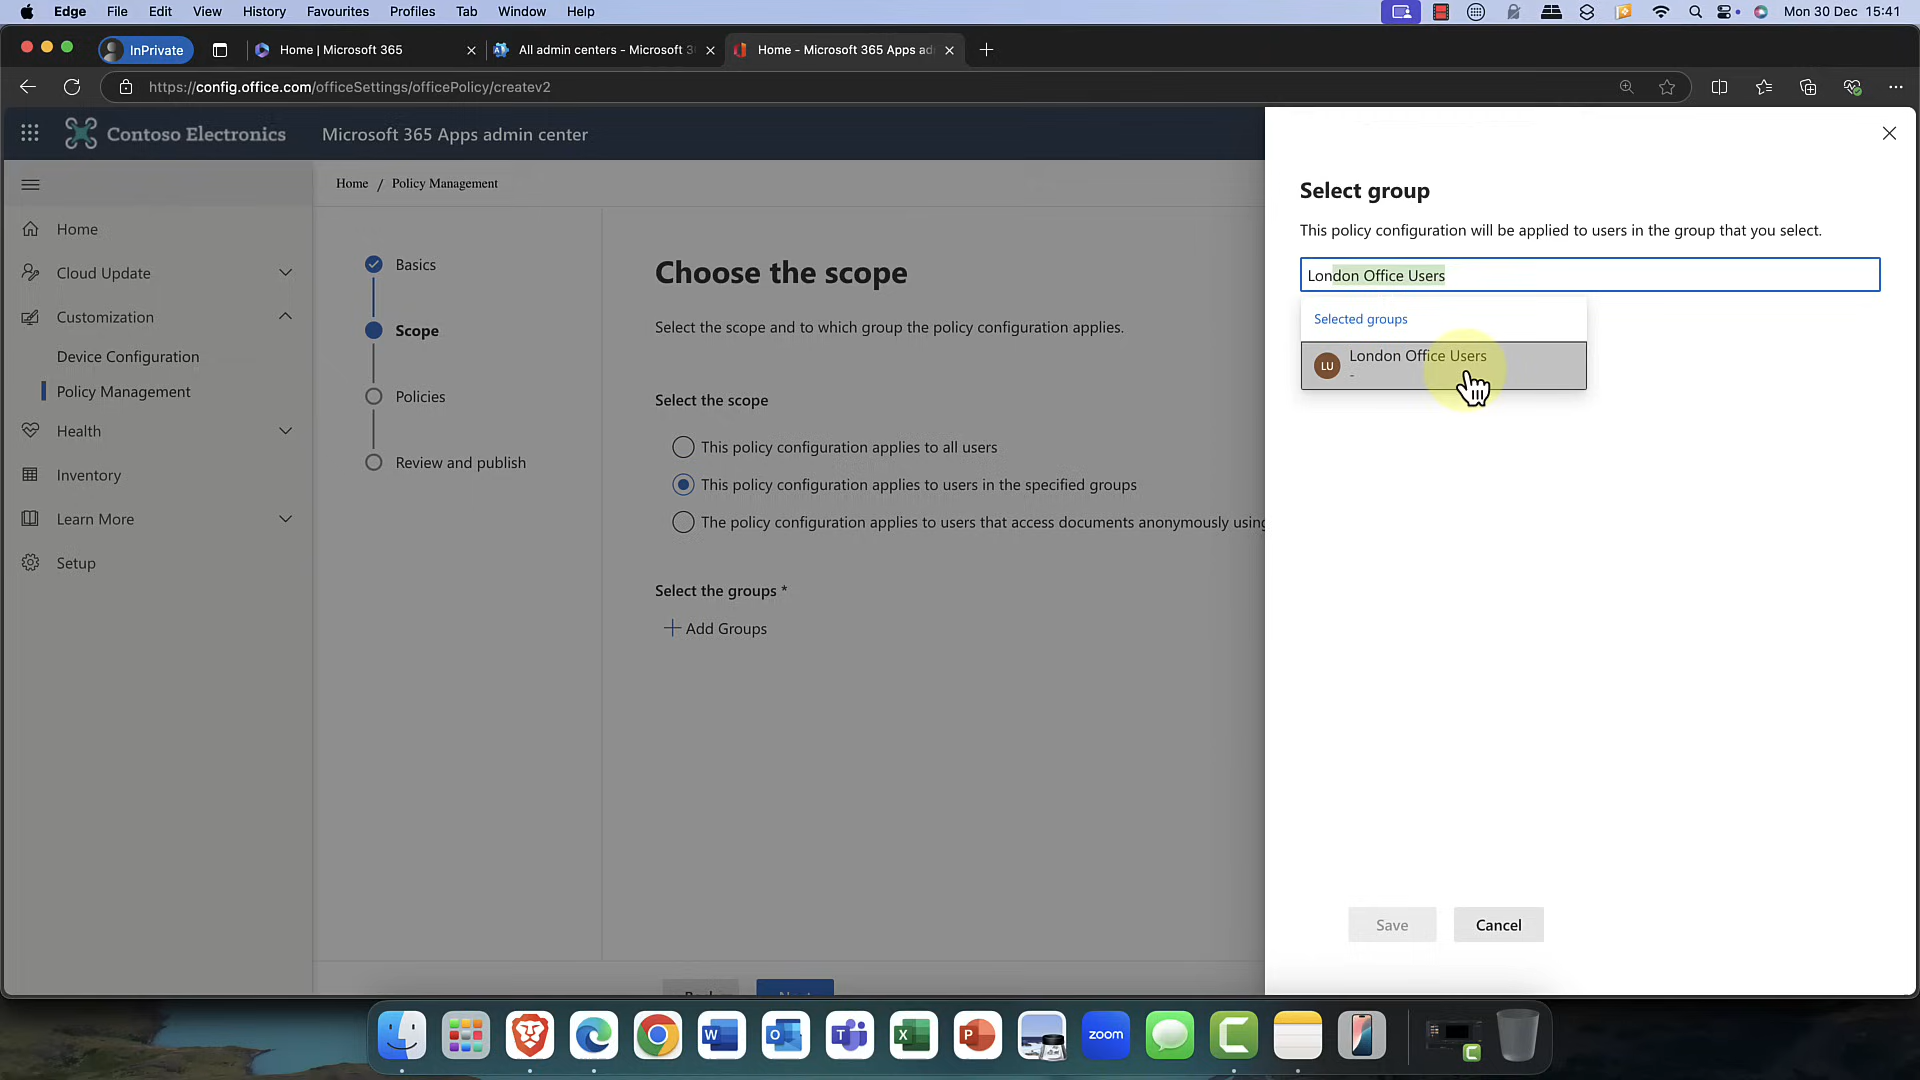 Edge File Edit View History Favourites Profiles Tab Window Help Mon 30 Dec 15:41
InPrivate Home | Microsoft 365 All admin centers - Microsoft 3 Home - Microsoft 365 Apps ad
https://config.office.com/officeSettings/officePolicy/createv2
Contoso Electronics Microsoft 365 Apps admin center
Home / Policy Management
Home
Cloud Update
Customization
Device Configuration
Policy Management
Health
Inventory
Learn More
Setup
Basics
Scope
Policies
Review and publish
Choose the scope
Select the scope and to which group the policy configuration applies.
Select the scope
This policy configuration applies to all users
This policy configuration applies to users in the specified groups
The policy configuration applies to users that access documents anonymously using
Select the groups *
Add Groups
Select group
This policy configuration will be applied to users in the group that you select.
London Office Users
Selected groups
LU London Office Users
-
Save Cancel
zoom